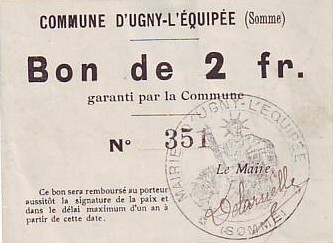 COMMUNE D'UGNY-L'ÉQUIPÉE (Somme)
Bon de 2 fr.
garanti par la Commune
N° 351
MAIRIE D'UGNY-L'ÉQUIPÉE
(SOMME)
Le Maire
Ce bon sera remboursé au porteur
aussitôt la signature de la paix et
dans le délai maximum d'un an à
partir de cette date.